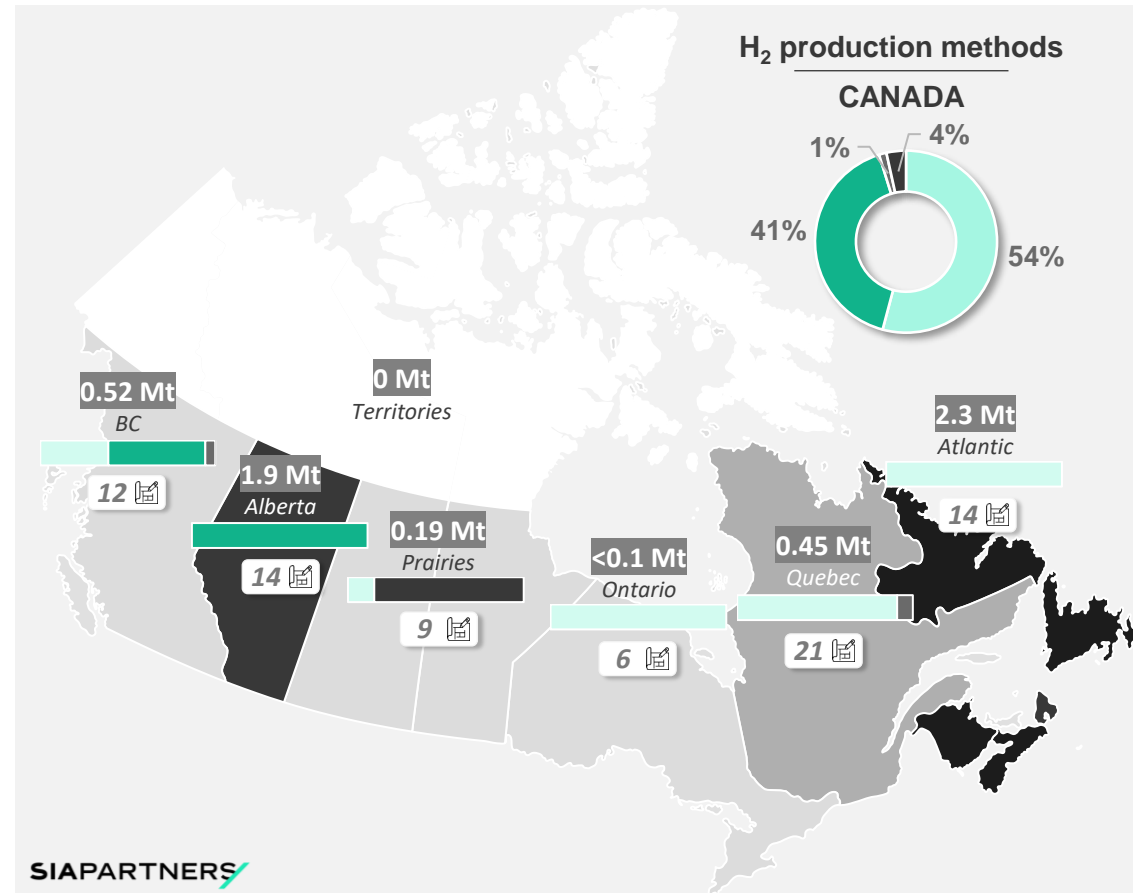 H₂ production methods
CANADA
1%
4%
41%
54%
0.52 Mt
BC
12
1.9 Mt
Alberta
14
0 Mt
Territories
0.19 Mt
Prairies
9
<0.1 Mt
Ontario
6
0.45 Mt
Quebec
21
2.3 Mt
Atlantic
14
SIAPARTNERS